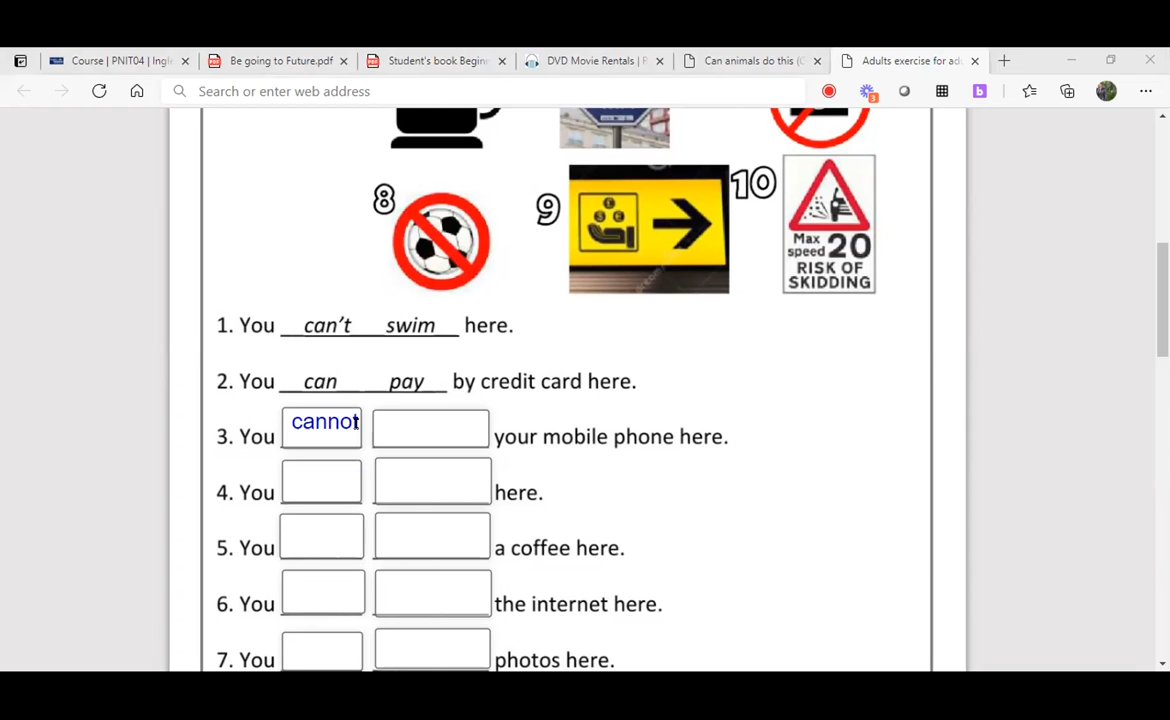 Course | PNIT04 | Ingl
Be going to Future.pdf
Student's book Beginn
DVD Movie Rentals | P
Can animals do this (C
Adults exercise for adu
Search or enter web address
3
8
9
10
Max
speed 20
RISK OF
SKIDDING
1. You can't swim here.
2. You can pay by credit card here.
3. You cannot your mobile phone here.
4. You here.
5. You a coffee here.
6. You the internet here.
7. You photos here.